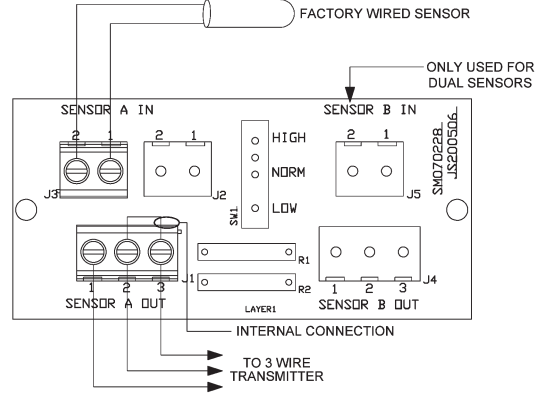 FACTORY WIRED SENSOR
ONLY USED FOR
DUAL SENSORS
SENSOR A IN
SENSOR B IN
2 1
2 1
2 1
HIGH
NORM
LOW
J3
J2
SW1
J5
SM070228
JS200506
R1
R2
J1
J4
1 2 3
1 2 3
SENSOR A OUT
LAYER1
SENSOR B OUT
INTERNAL CONNECTION
TO 3 WIRE
TRANSMITTER